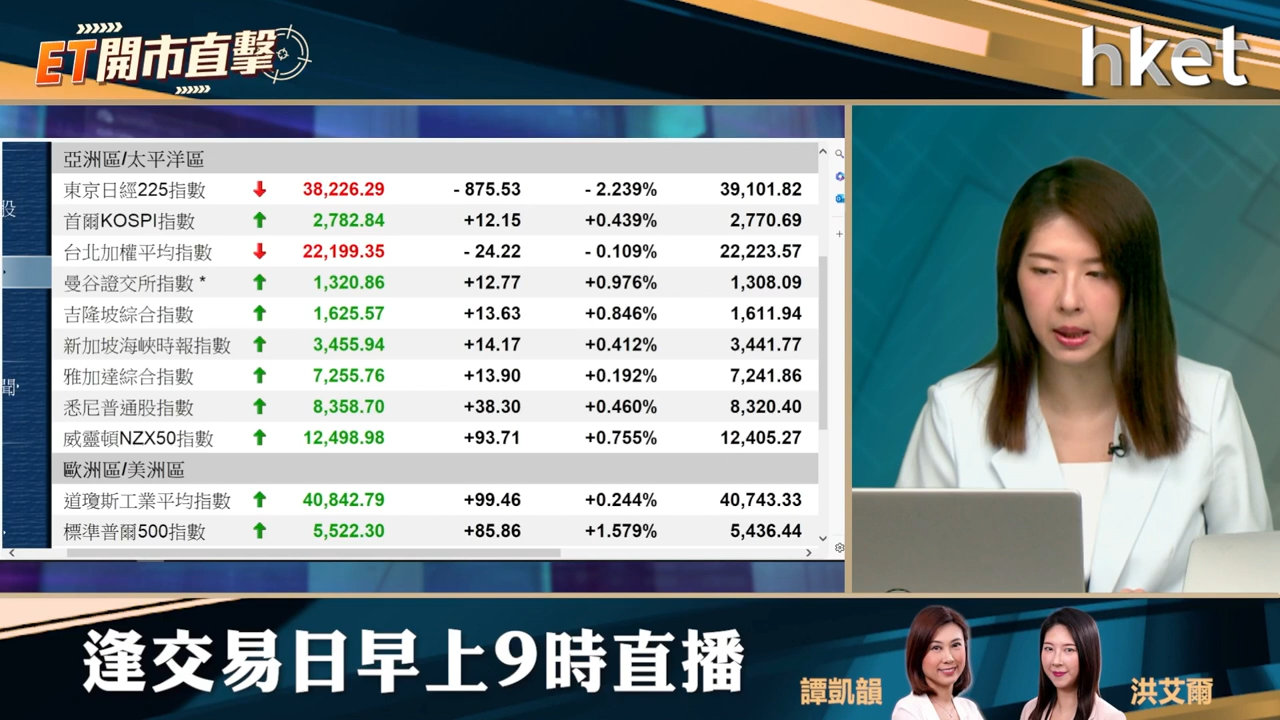 ET開市直擊
hket
亞洲區/太平洋區
東京日經225指數 38,226.29 - 875.53 - 2.239% 39,101.82
首爾KOSPI指數 2,782.84 +12.15 +0.439% 2,770.69
台北加權平均指數 22,199.35 - 24.22 - 0.109% 22,223.57
曼谷證交所指數 * 1,320.86 +12.77 +0.976% 1,308.09
吉隆坡綜合指數 1,625.57 +13.63 +0.846% 1,611.94
新加坡海峽時報指數 3,455.94 +14.17 +0.412% 3,441.77
雅加達綜合指數 7,255.76 +13.90 +0.192% 7,241.86
悉尼普通股指數 8,358.70 +38.30 +0.460% 8,320.40
威靈頓NZX50指數 12,498.98 +93.71 +0.755% 12,405.27
歐洲區/美洲區
道瓊斯工業平均指數 40,842.79 +99.46 +0.244% 40,743.33
標準普爾500指數 5,522.30 +85.86 +1.579% 5,436.44
股
聞
逢交易日早上9時直播
譚凱韻
洪艾爾